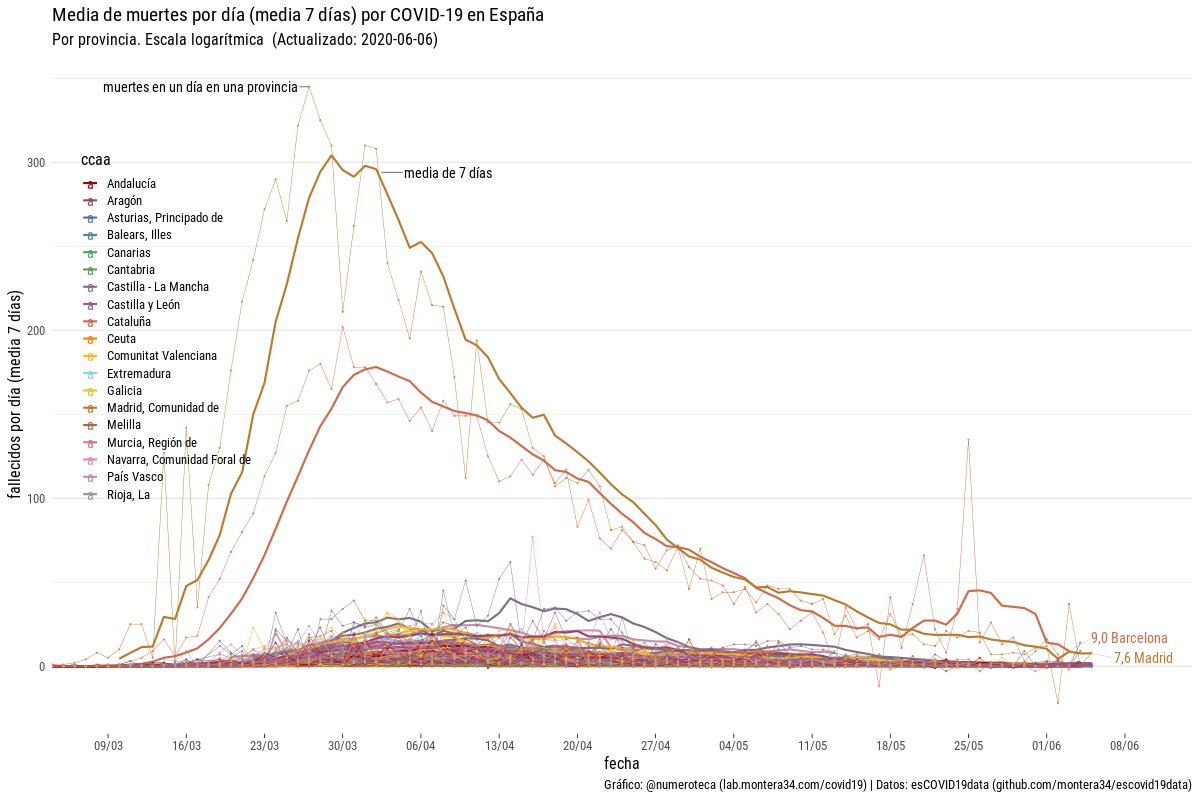 Media de muertes por día (media 7 días) por COVID-19 en España
Por provincia. Escala logarítmica (Actualizado: 2020-06-06)
muertes en un día en una provincia
media de 7 días
ccaa
Andalucía
Aragón
Asturias, Principado de
Balears, Illes
Canarias
Cantabria
Castilla - La Mancha
Castilla y León
Cataluña
Ceuta
Comunitat Valenciana
Extremadura
Galicia
Madrid, Comunidad de
Melilla
Murcia, Región de
Navarra, Comunidad Foral de
País Vasco
Rioja, La
fallecidos por día (media 7 días)
300
200
100
0
9,0 Barcelona
7,6 Madrid
09/03 16/03 23/03 30/03 06/04 13/04 20/04 27/04 04/05 11/05 18/05 25/05 01/06 08/06
fecha
Gráfico: @numeroteca (lab.montera34.com/covid19) | Datos: esCOVID19data (github.com/montera34/escovid19data)